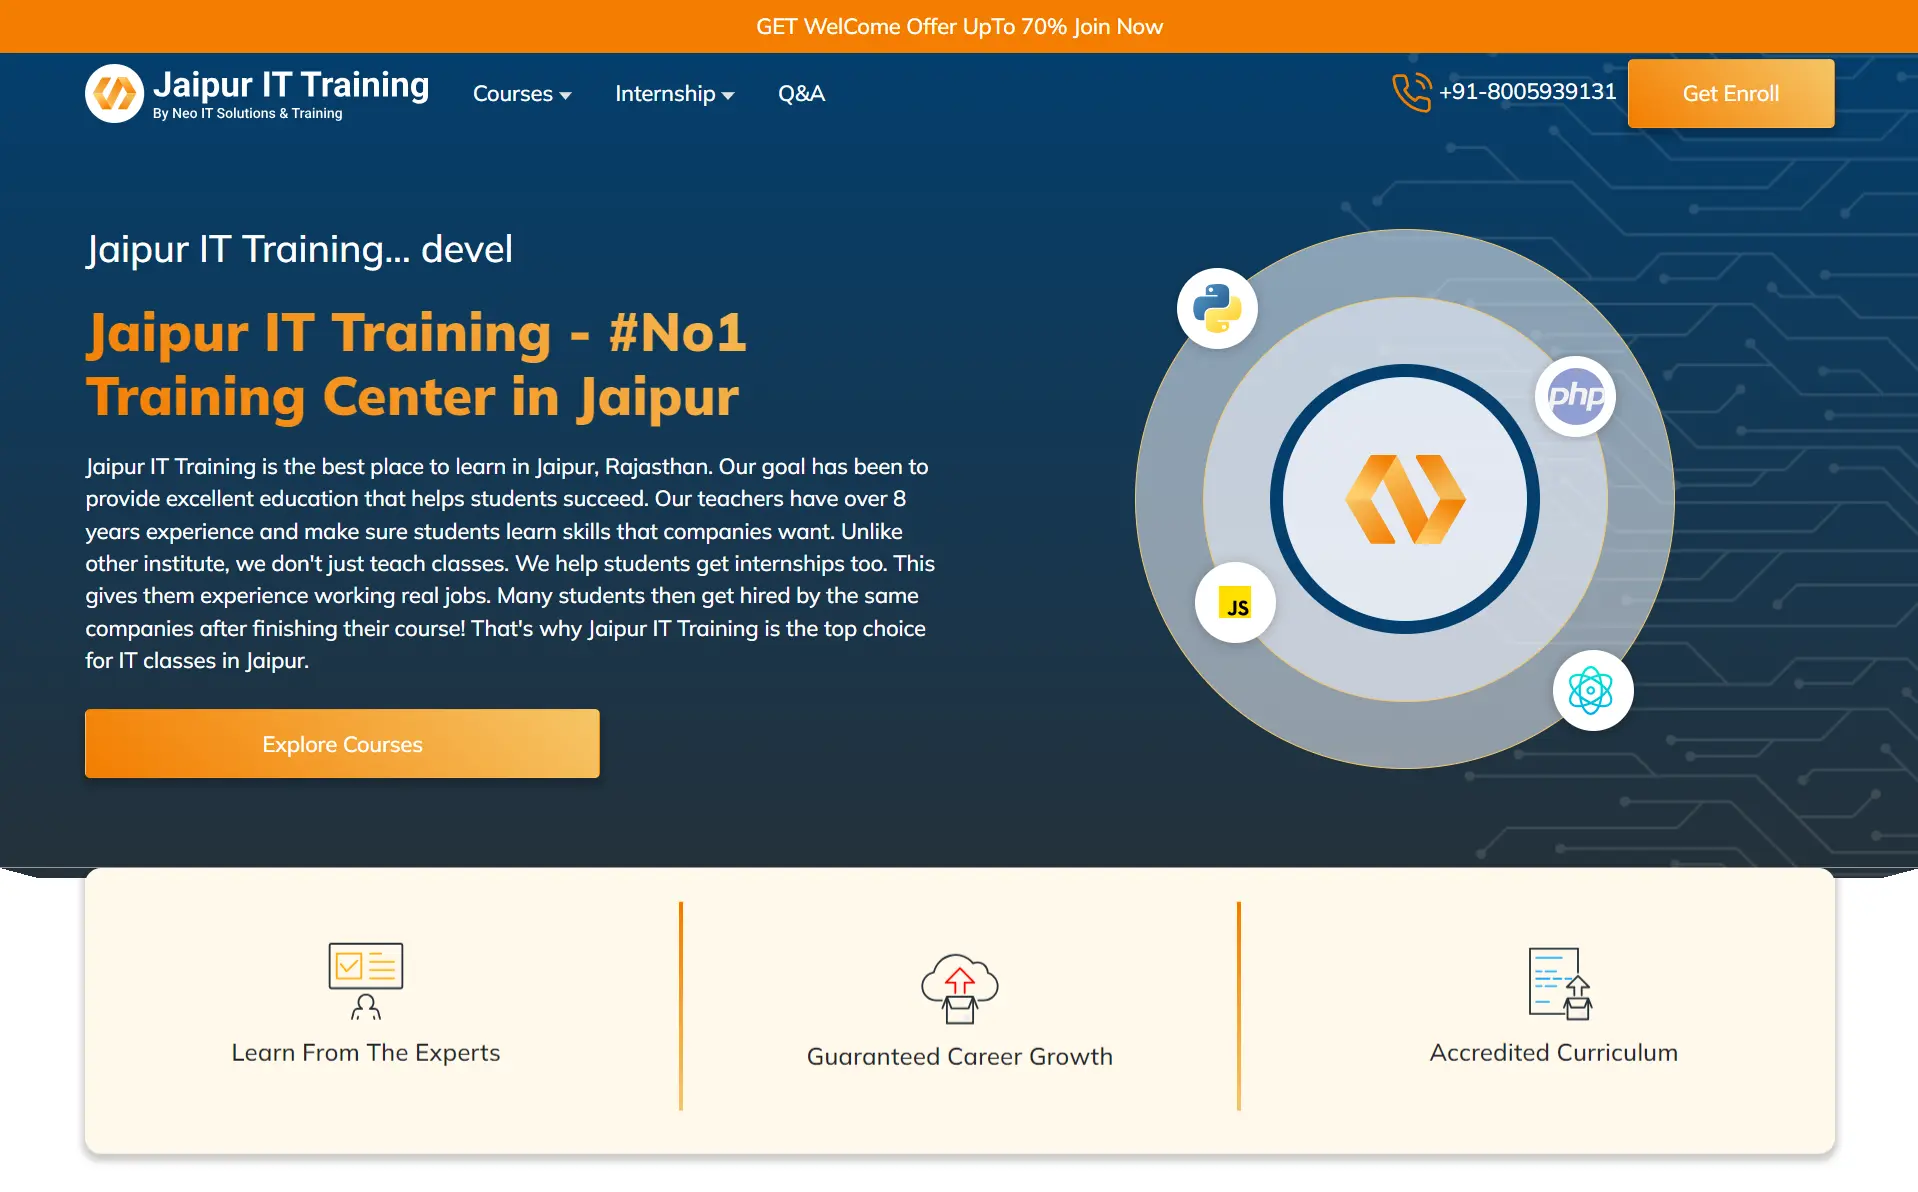 GET WelCome Offer UpTo 70% Join Now
Jaipur IT Training
By Neo IT Solutions & Training
Courses
Internship
Q&A
+91-8005939131
Get Enroll
Jaipur IT Training... devel
Jaipur IT Training - #No1
Training Center in Jaipur
Jaipur IT Training is the best place to learn in Jaipur, Rajasthan. Our goal has been to
provide excellent education that helps students succeed. Our teachers have over 8
years experience and make sure students learn skills that companies want. Unlike
other institute, we don't just teach classes. We help students get internships too. This
gives them experience working real jobs. Many students then get hired by the same
companies after finishing their course! That's why Jaipur IT Training is the top choice
for IT classes in Jaipur.
Explore Courses
php
JS
Learn From The Experts
Guaranteed Career Growth
Accredited Curriculum